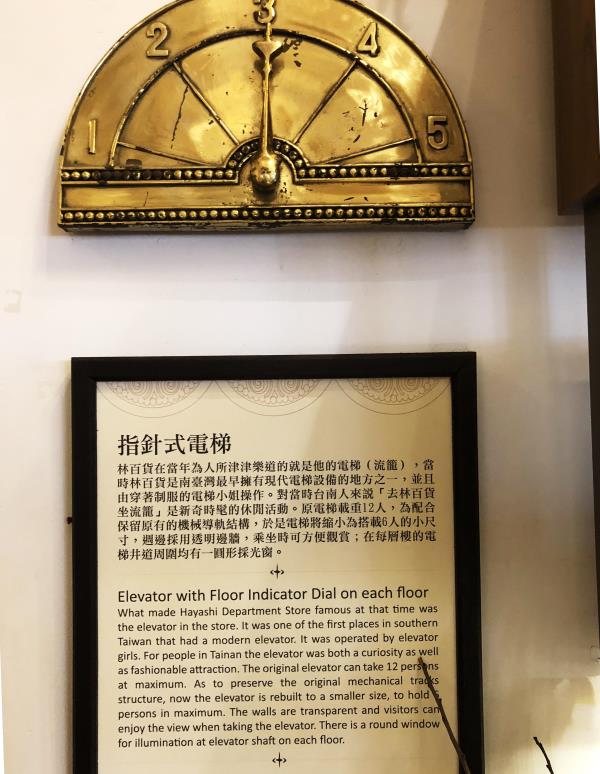 1 2 3 4 5
指針式電梯
林百貨在當年為人所津津樂道的就是他的電梯（流籠），當
時林百貨是南臺灣最早擁有現代電梯設備的地方之一，並且
由穿著制服的電梯小姐操作。對當時台南人來說「去林百貨
坐流籠」是新奇時髦的休閒活動。原電梯載重12人，為配合
保留原有的機械導軌結構，於是電梯將縮小為搭載6人的小尺
寸，週邊採用透明邊牆，乘坐時可方便觀賞；在每層樓的電
梯井道周圍均有一圓形採光窗。
Elevator with Floor Indicator Dial on each floor
What made Hayashi Department Store famous at that time was
the elevator in the store. It was one of the first places in southern
Taiwan that had a modern elevator. It was operated by elevator
girls. For people in Tainan the elevator was both a curiosity as well
as fashionable attraction. The original elevator can take 12 persons
at maximum. As to preserve the original mechanical tracks
structure, now the elevator is rebuilt to a smaller size, to hold 6
persons in maximum. The walls are transparent and visitors can
enjoy the view when taking the elevator. There is a round window
for illumination at elevator shaft on each floor.